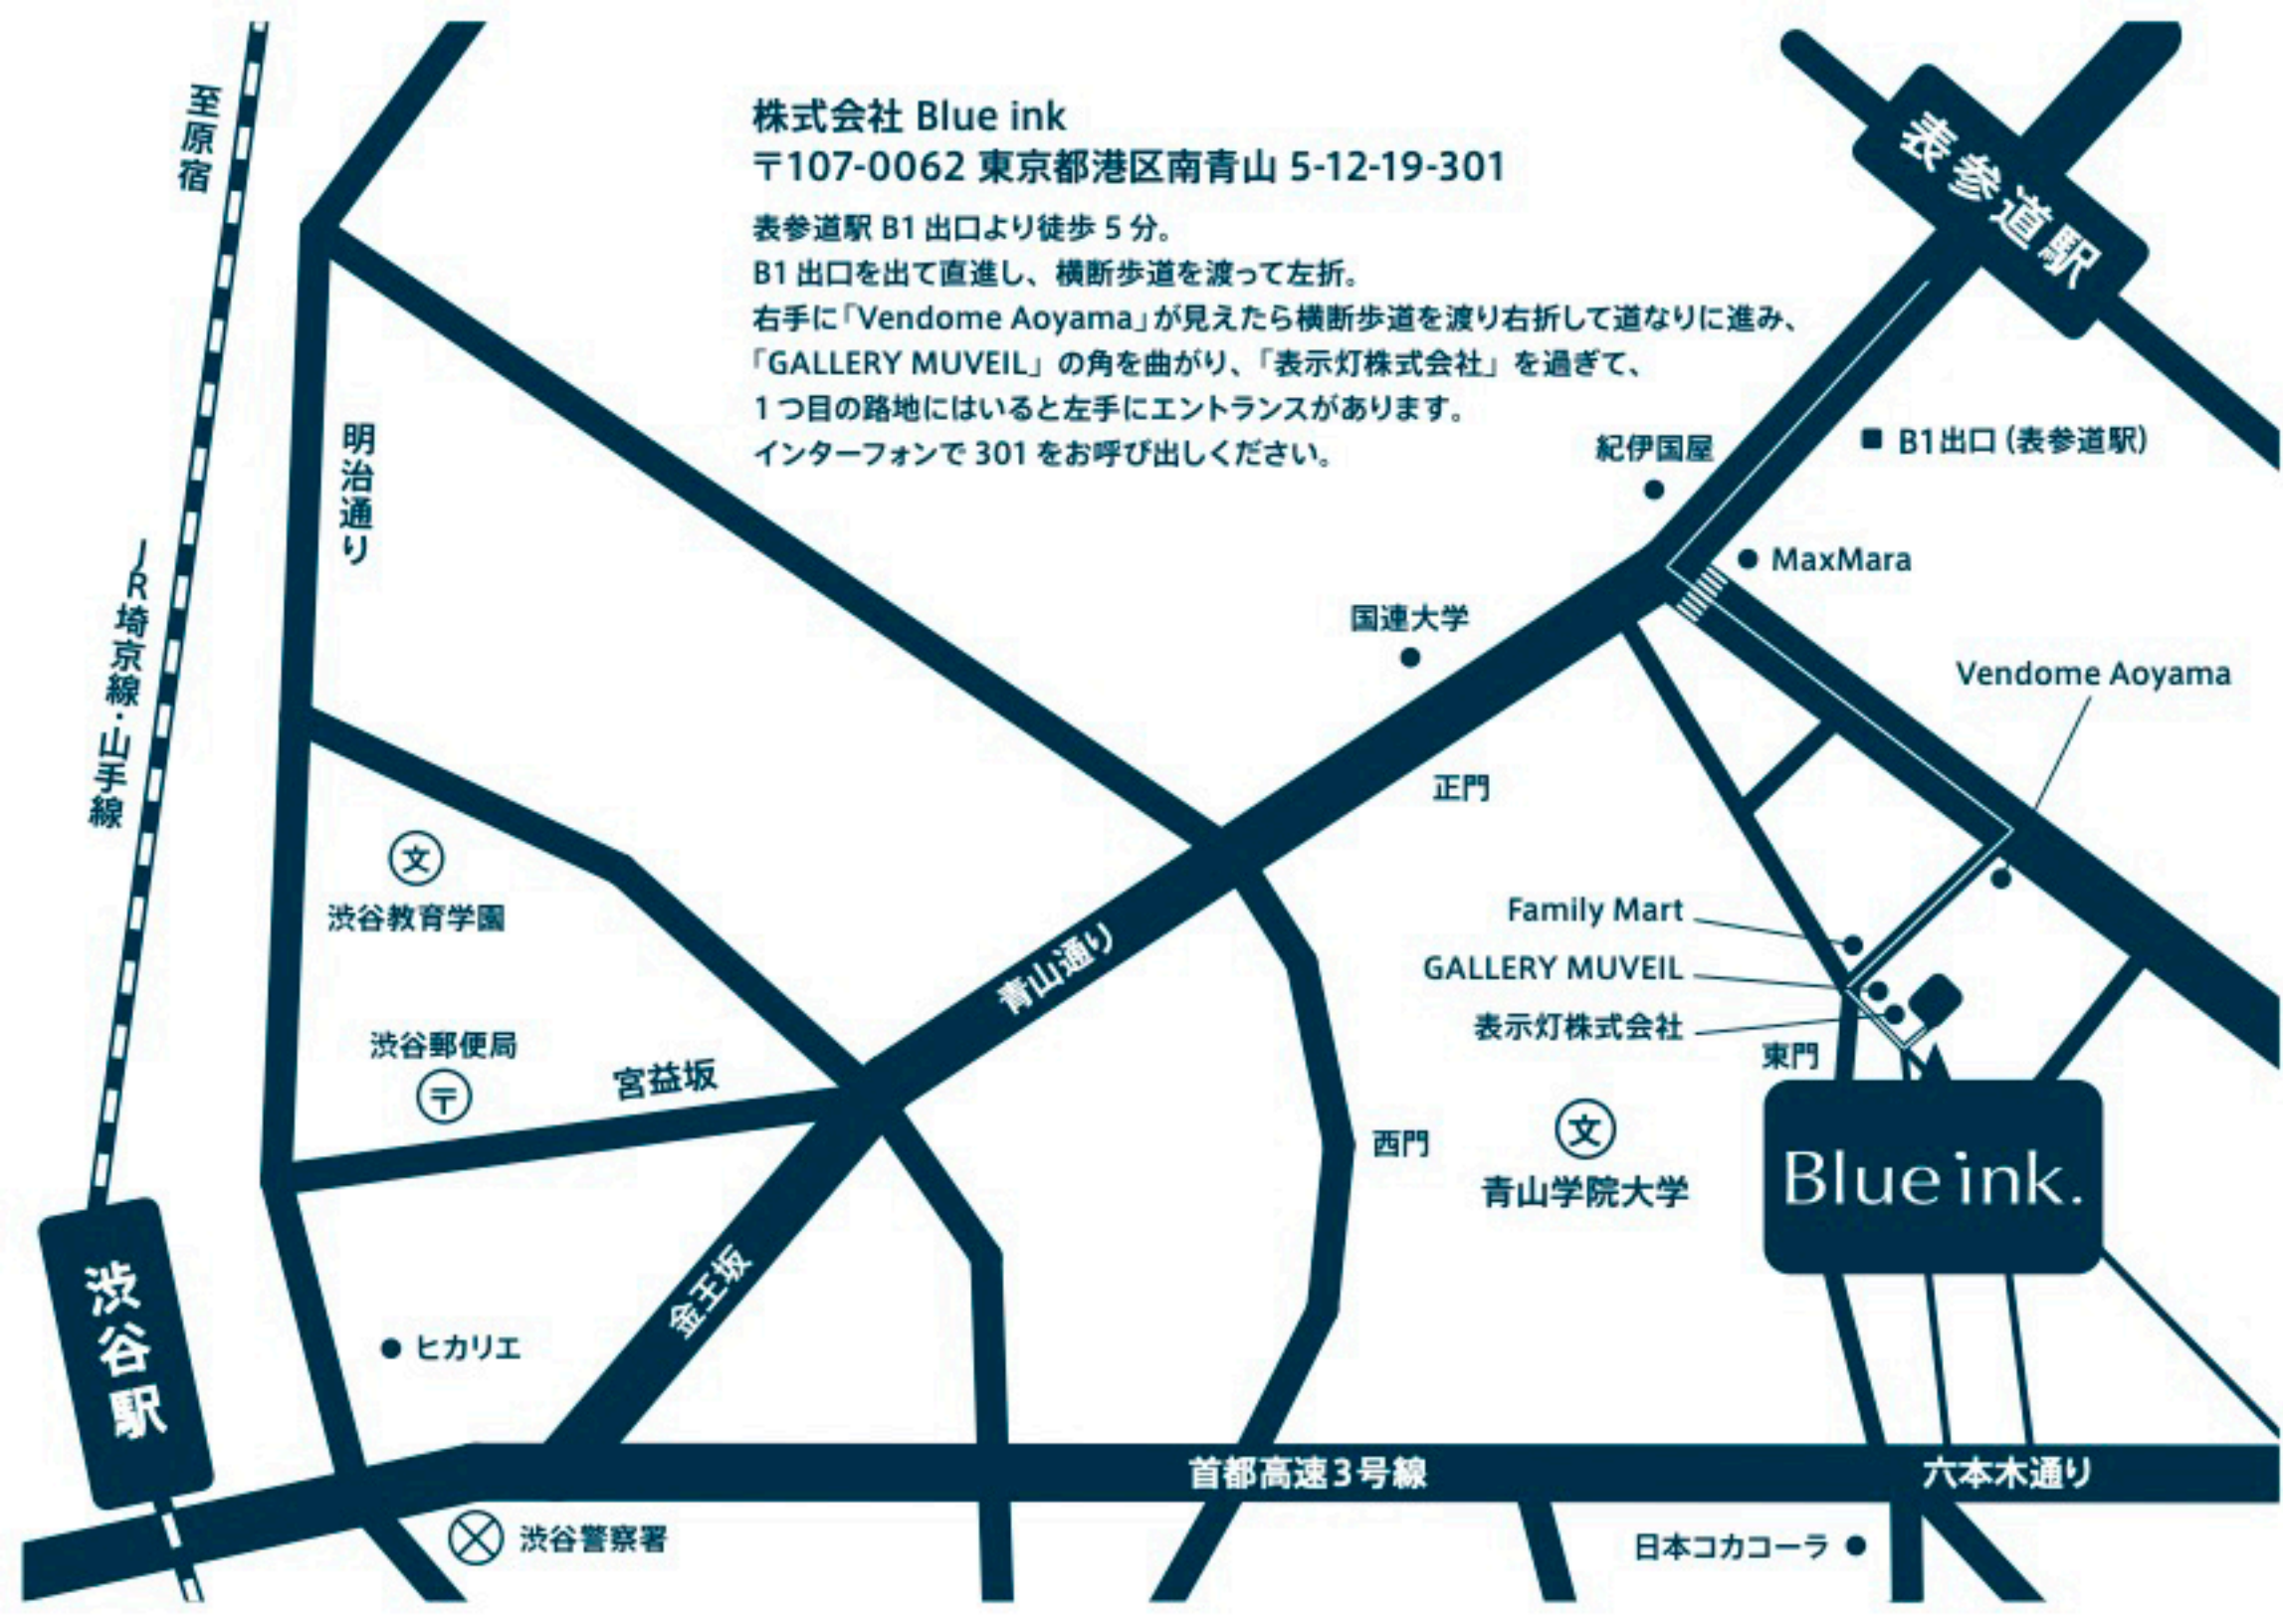 株式会社 Blue ink
〒107-0062 東京都港区南青山 5-12-19-301
表参道駅 B1 出口より徒歩 5 分。
B1 出口を出て直進し、横断歩道を渡って左折。
右手に「Vendome Aoyama」が見えたら横断歩道を渡り右折して道なりに進み、
「GALLERY MUVEIL」の角を曲がり、「表示灯株式会社」を過ぎて、
1 つ目の路地にはいると左手にエントランスがあります。
インターフォンで 301 をお呼び出しください。
至原宿
表参道駅
明治通り
紀伊国屋
B1出口（表参道駅）
MaxMara
JR埼京線・山手線
国連大学
Vendome Aoyama
正門
文
渋谷教育学園
Family Mart
青山通り
GALLERY MUVEIL
表示灯株式会社
渋谷郵便局
〒
宮益坂
東門
西門
文
青山学院大学
Blue ink.
渋谷駅
金王坂
ヒカリエ
首都高速3号線
六本木通り
渋谷警察署
日本コカコーラ